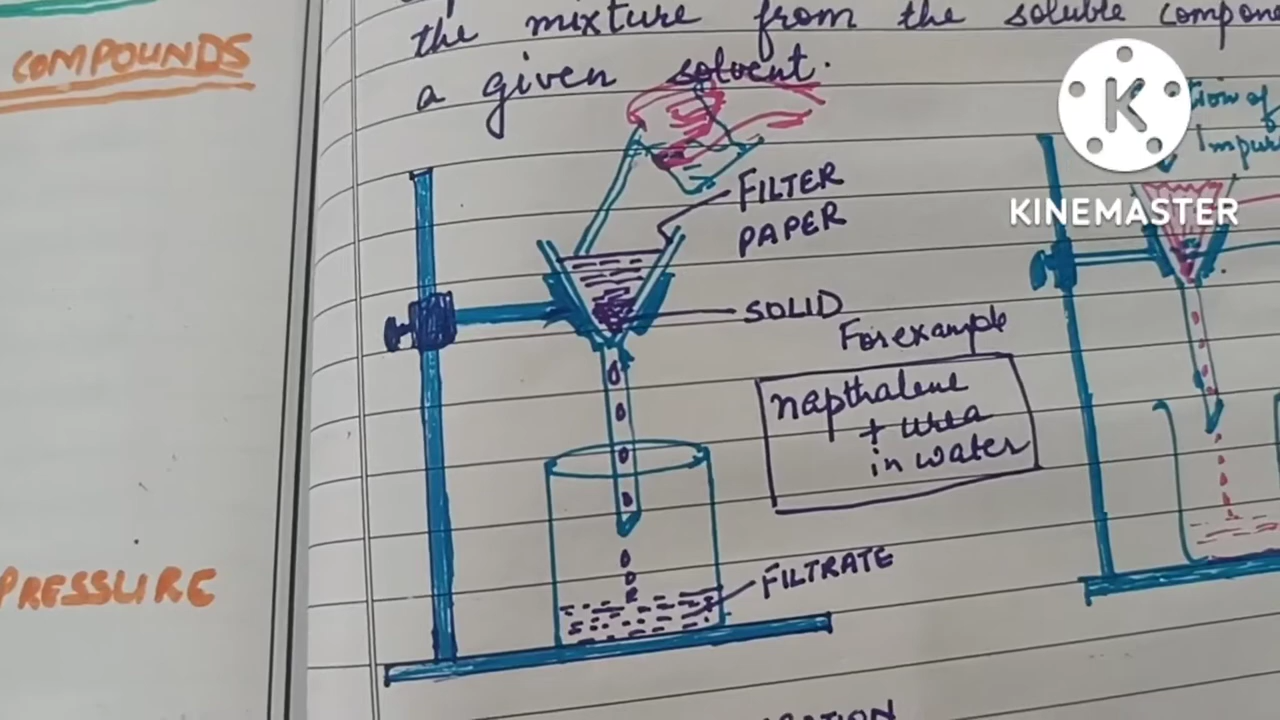 COMPOUNDS
PRESSURE
the mixture from the soluble
a given solvent.
FILTER
PAPER
SOLID
For example
napthalene
+ urea
in water
FILTRATE
KINEMASTER